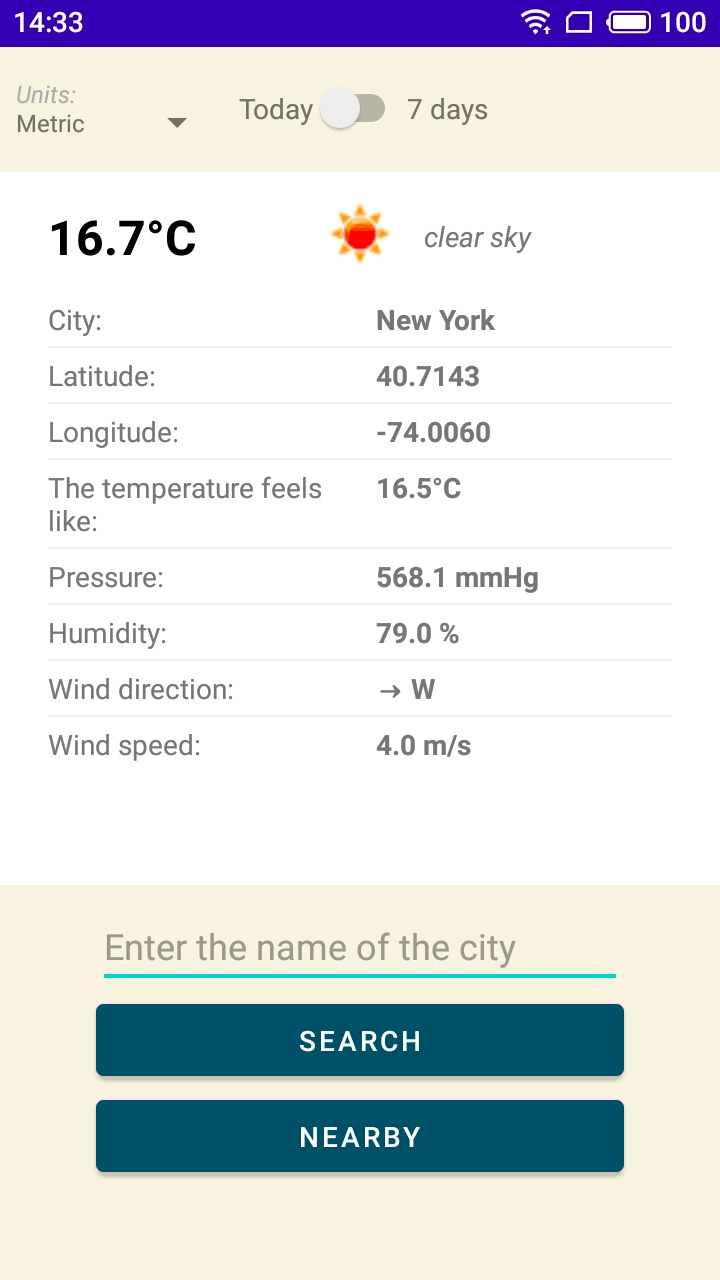 14:33 100
Units:
Metric
Today 7 days
16.7°C clear sky
City: New York
Latitude: 40.7143
Longitude: -74.0060
The temperature feels like: 16.5°C
Pressure: 568.1 mmHg
Humidity: 79.0 %
Wind direction: → W
Wind speed: 4.0 m/s
Enter the name of the city
SEARCH
NEARBY